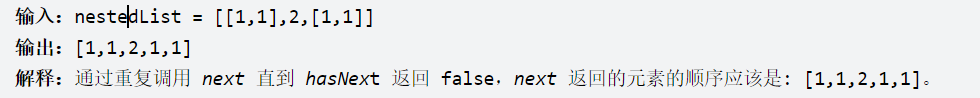 输入：nestedList = [[1,1],2,[1,1]]
输出：[1,1,2,1,1]
解释：通过重复调用 next 直到 hasNext 返回 false，next 返回的元素的顺序应该是: [1,1,2,1,1]。